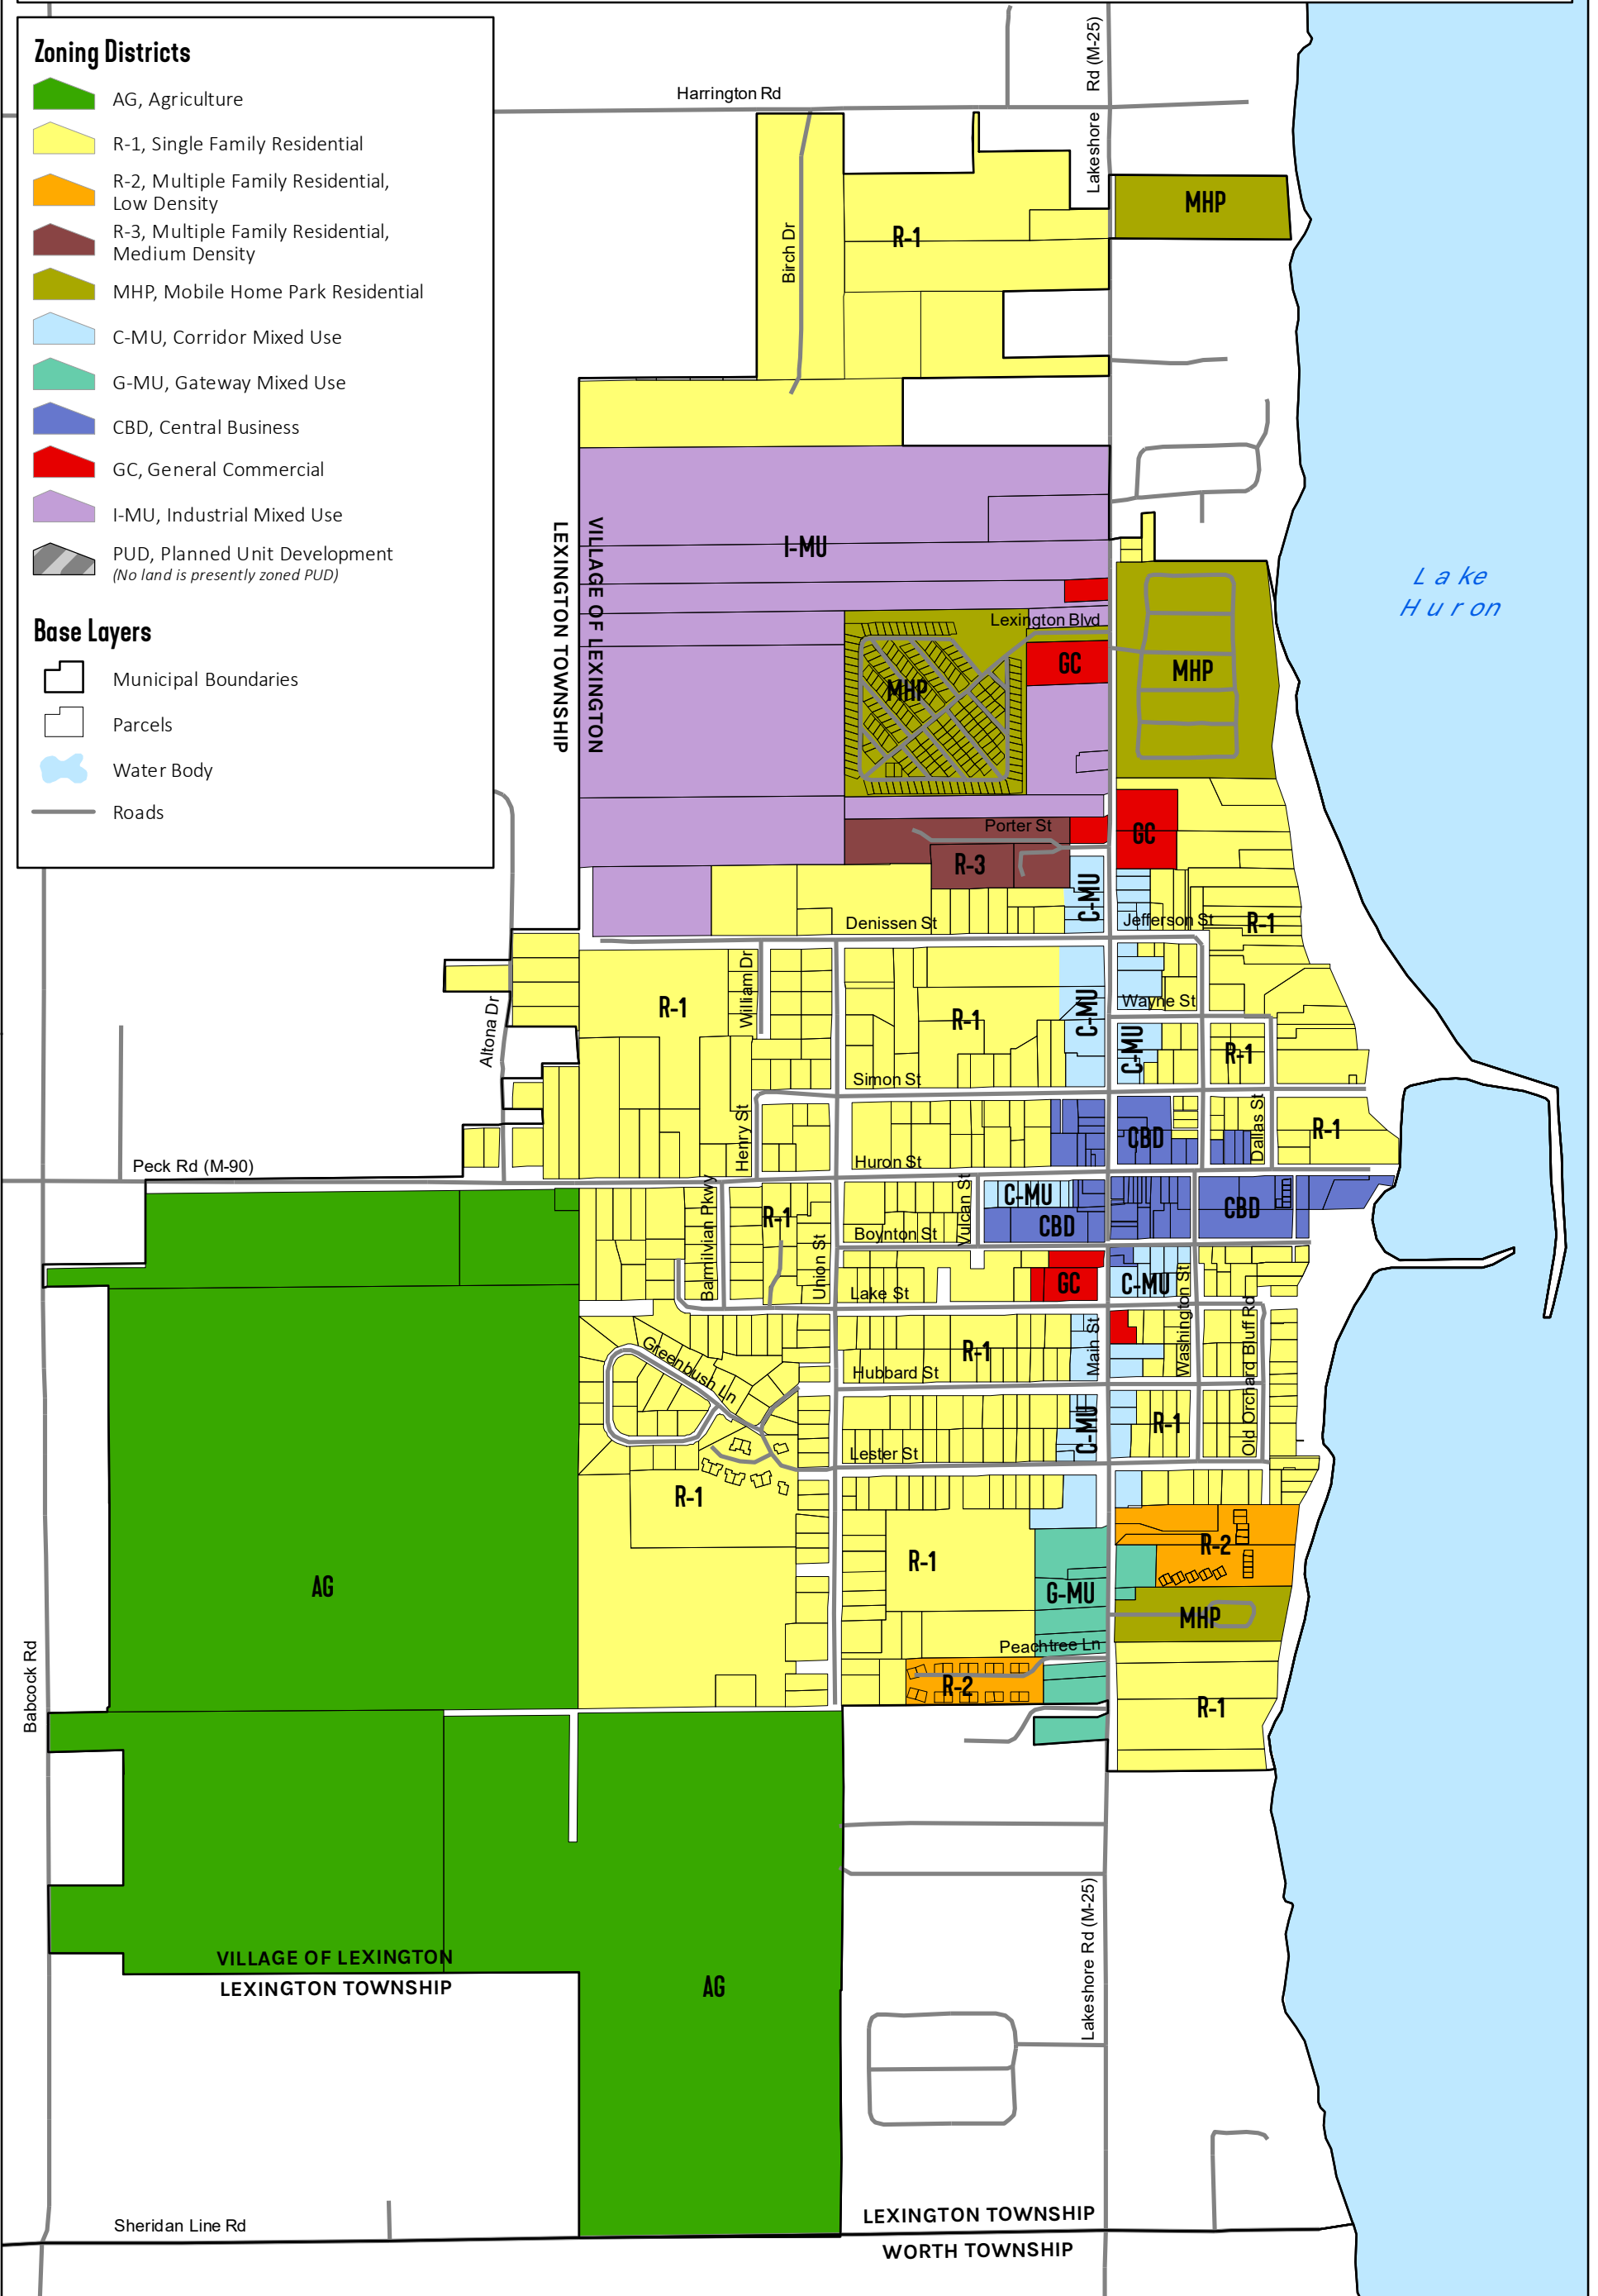 Zoning Districts
AG, Agriculture
R-1, Single Family Residential
R-2, Multiple Family Residential,
Low Density
R-3, Multiple Family Residential,
Medium Density
MHP, Mobile Home Park Residential
C-MU, Corridor Mixed Use
G-MU, Gateway Mixed Use
CBD, Central Business
GC, General Commercial
I-MU, Industrial Mixed Use
PUD, Planned Unit Development
(No land is presently zoned PUD)
Base Layers
Municipal Boundaries
Parcels
Water Body
Roads
Harrington Rd
Lakeshore Rd (M-25)
MHP
Birch Dr
R-1
I-MU
LEXINGTON TOWNSHIP
VILLAGE OF LEXINGTON
Lake
Huron
Lexington Blvd
GC
MHP
MHP
Porter St
GC
R-3
C-MU
Denissen St
Jefferson St
R-1
William Dr
R-1
R-1
C-MU
Wayne St
Altona Dr
C-MU
R-1
Simon St
Henry St
CBD
Dallas St
R-1
Huron St
Peck Rd (M-90)
Barmilvian Pkwy
R-1
Vulcan St
C-MU
CBD
CBD
Boynton St
Union St
Lake St
GC
C-MU
Washington St
Main St
R-1
Greenbush Ln
Hubbard St
Old Orchard Bluff Rd
C-MU
R-1
Lester St
R-1
R-1
R-2
AG
G-MU
MHP
Peachtree Ln
R-2
R-1
Babcock Rd
VILLAGE OF LEXINGTON
LEXINGTON TOWNSHIP
AG
Lakeshore Rd (M-25)
Sheridan Line Rd
LEXINGTON TOWNSHIP
WORTH TOWNSHIP